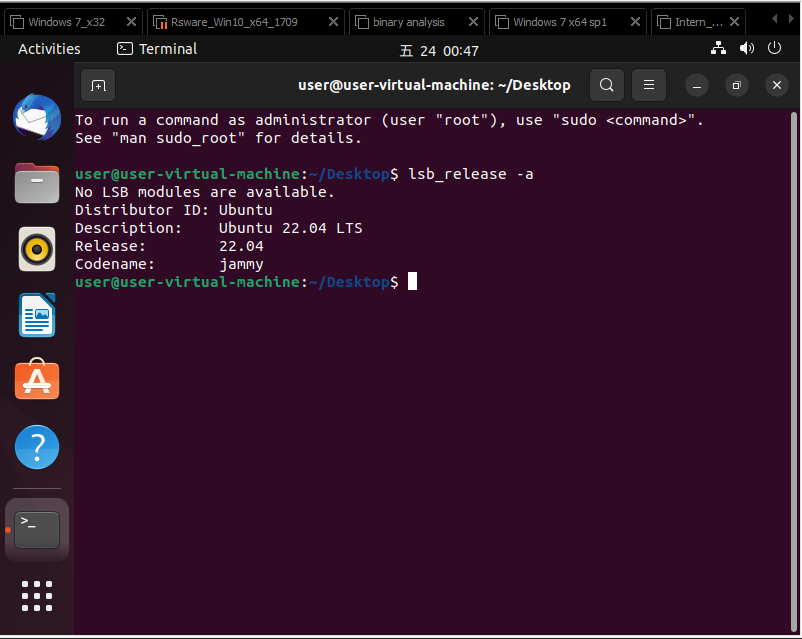 Windows 7_x32
Rsware_Win10_x64_1709
binary analysis
Windows 7 x64 sp1
Intern_...
Activities
Terminal
五 24 00:47
user@user-virtual-machine: ~/Desktop
To run a command as administrator (user "root"), use "sudo <command>".
See "man sudo_root" for details.
user@user-virtual-machine:~/Desktop$ lsb_release -a
No LSB modules are available.
Distributor ID: Ubuntu
Description:    Ubuntu 22.04 LTS
Release:        22.04
Codename:       jammy
user@user-virtual-machine:~/Desktop$